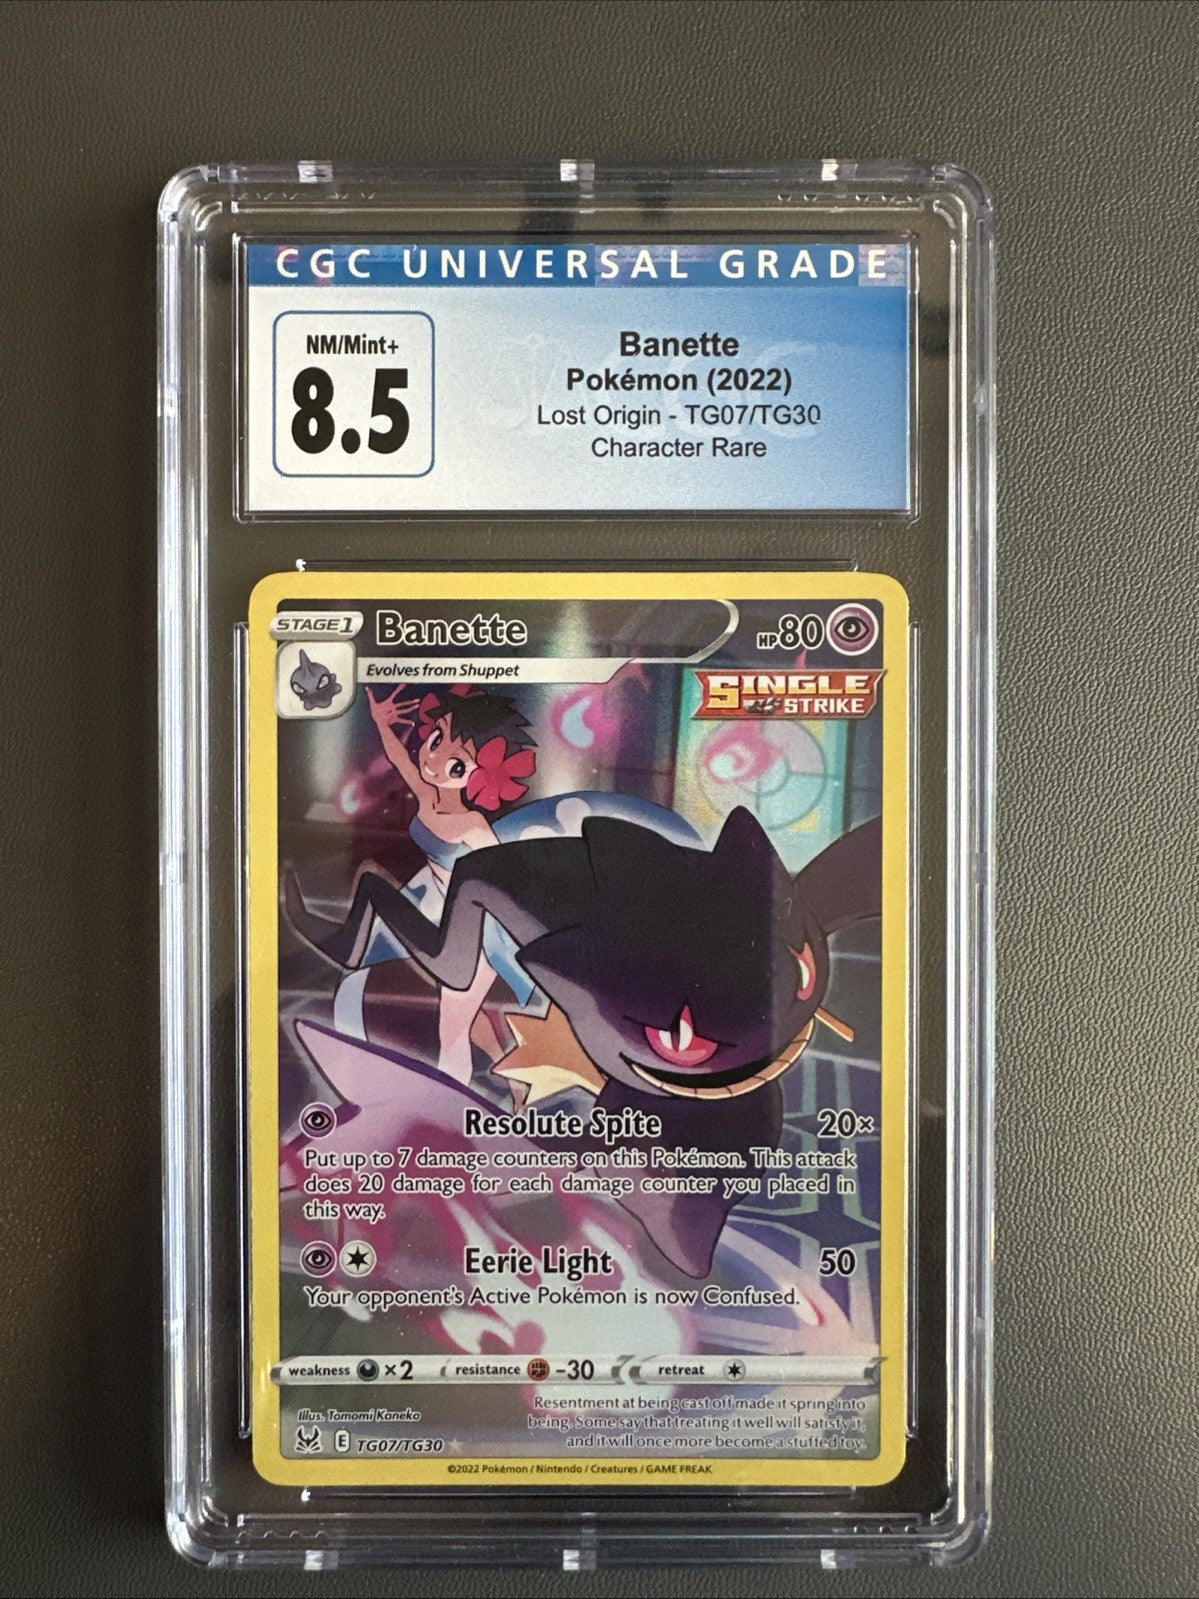 CGC UNIVERSAL GRADE
NM/Mint+
8.5
Banette
Pokémon (2022)
Lost Origin - TG07/TG30
Character Rare
STAGE 1
Banette
HP 80
Evolves from Shuppet
SINGLE
STRIKE
Resolute Spite 20×
Put up to 7 damage counters on this Pokémon. This attack
does 20 damage for each damage counter you placed in
this way.
Eerie Light 50
Your opponent's Active Pokémon is now Confused.
weakness ×2 resistance -30 retreat
Resentment at being cast off made it spring into
being. Some say that treating it well will satisfy it,
and it will once more become a stuffed toy.
Illus. Tomomi Kaneko
E TG07/TG30
©2022 Pokémon / Nintendo / Creatures / GAME FREAK